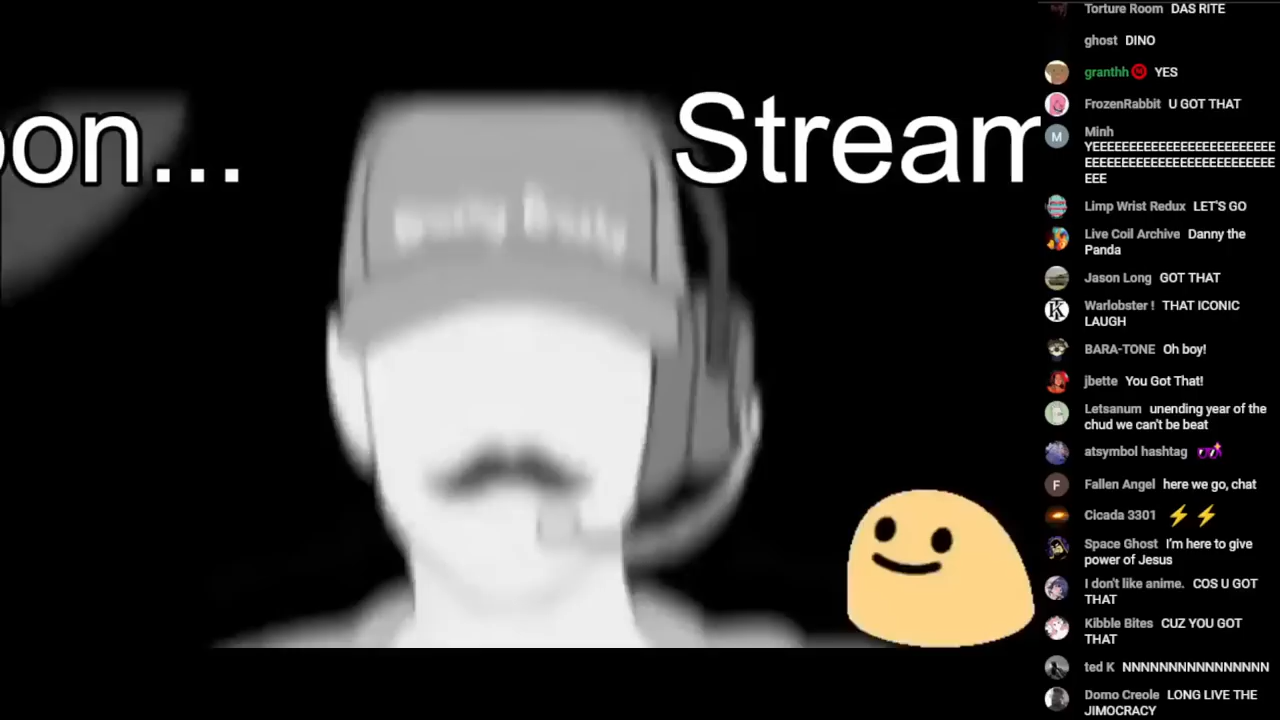 oon...
Stream
Torture Room DAS RITE
ghost DINO
granthh YES
FrozenRabbit U GOT THAT
M
Minh
YEEEEEEEEEEEEEEEEEEEEEEEEE
EEEEEEEEEEEEEEEEEEEEEEEEEE
EEE
Limp Wrist Redux LET'S GO
Live Coil Archive Danny the
Panda
Jason Long GOT THAT
K
Warlobster ! THAT ICONIC
LAUGH
BARA-TONE Oh boy!
jbette You Got That!
Letsanum unending year of the
chud we can't be beat
atsymbol hashtag
F
Fallen Angel here we go, chat
Cicada 3301 ⚡⚡
Space Ghost I'm here to give
power of Jesus
I don't like anime. COS U GOT
THAT
Kibble Bites CUZ YOU GOT
THAT
ted K NNNNNNNNNNNNNNNN
Domo Creole LONG LIVE THE
JIMOCRACY